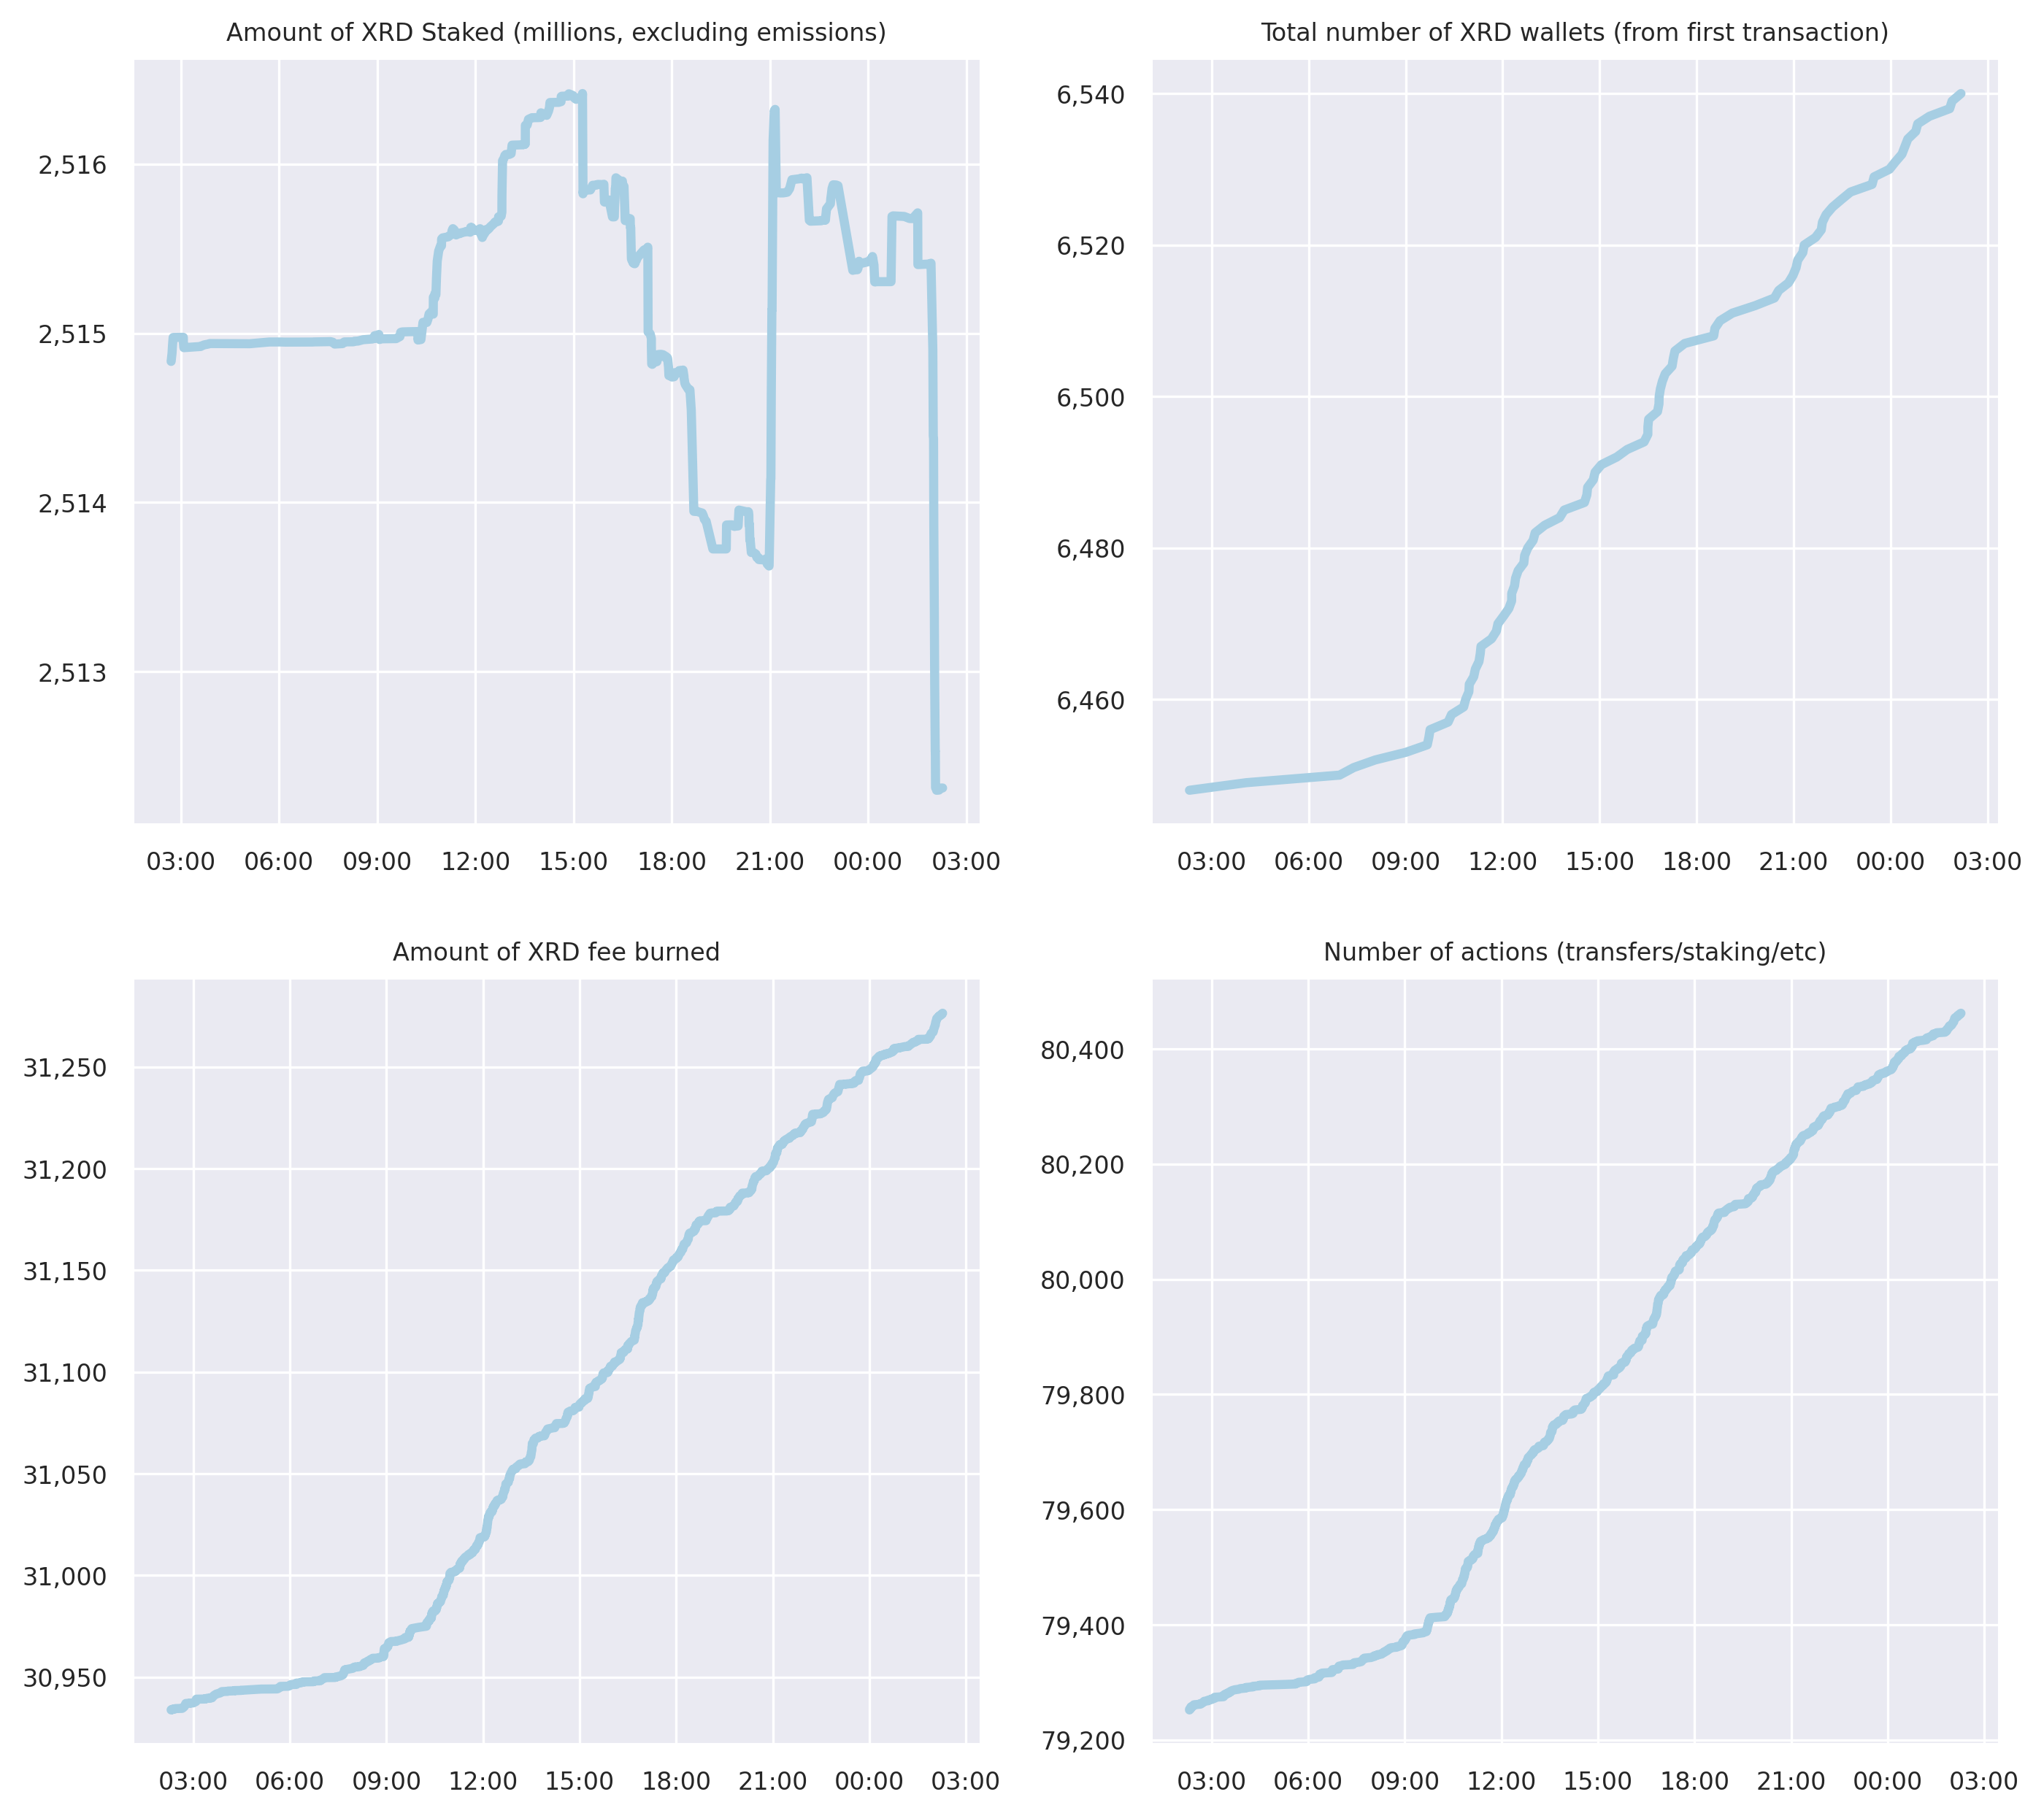 Amount of XRD Staked (millions, excluding emissions)
2,516
2,515
2,514
2,513
03:00 06:00 09:00 12:00 15:00 18:00 21:00 00:00 03:00
Total number of XRD wallets (from first transaction)
6,540
6,520
6,500
6,480
6,460
03:00 06:00 09:00 12:00 15:00 18:00 21:00 00:00 03:00
Amount of XRD fee burned
31,250
31,200
31,150
31,100
31,050
31,000
30,950
03:00 06:00 09:00 12:00 15:00 18:00 21:00 00:00 03:00
Number of actions (transfers/staking/etc)
80,400
80,200
80,000
79,800
79,600
79,400
79,200
03:00 06:00 09:00 12:00 15:00 18:00 21:00 00:00 03:00